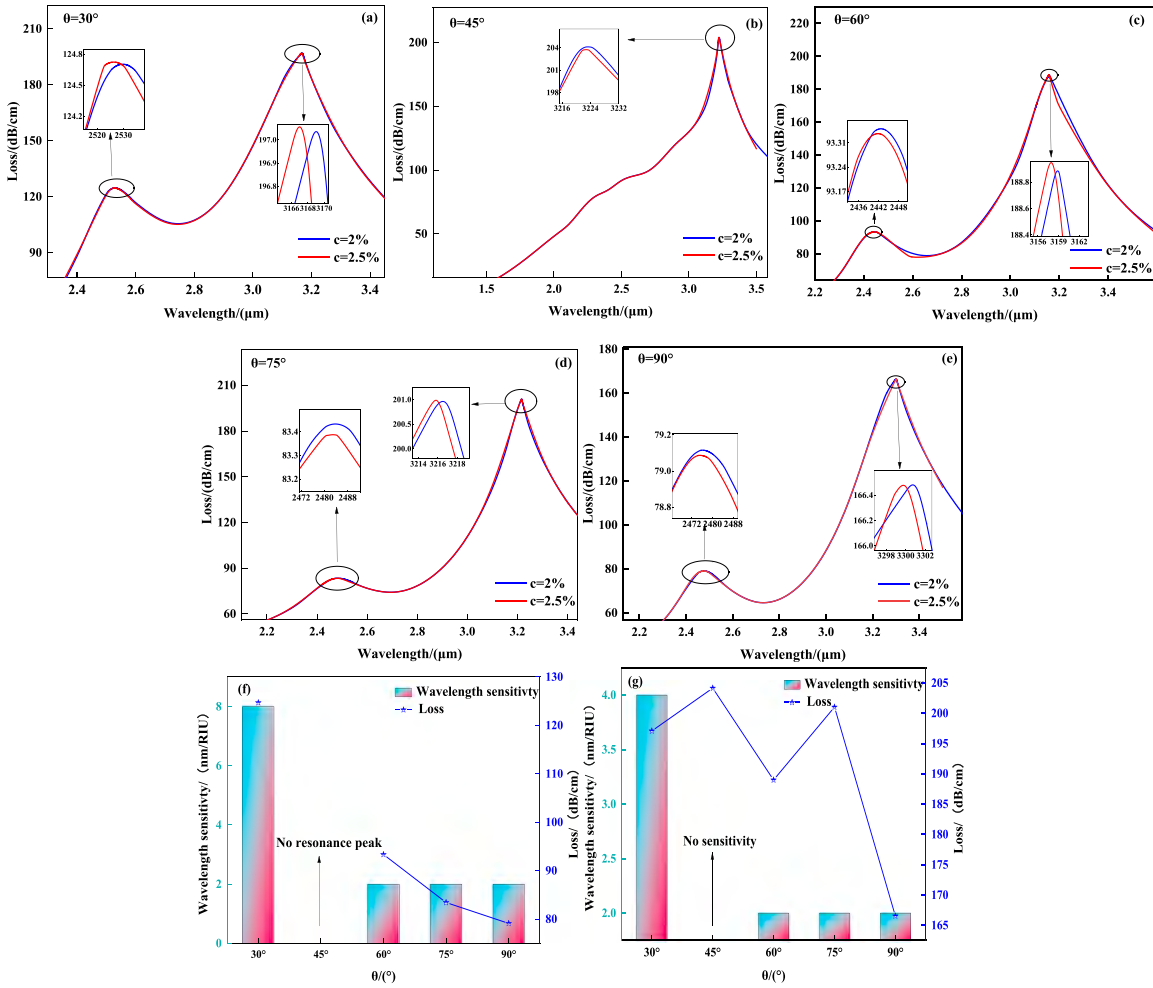 θ=30°
(a)
210
180
150
120
90
Loss/(dB/cm)
124.8
124.5
124.2
2520 2530
197.0
196.9
196.8
3166 3168 3170
c=2%
c=2.5%
2.4 2.6 2.8 3.0 3.2 3.4
Wavelength/(μm)
θ=45°
(b)
200
150
100
50
Loss/(dB/cm)
204
201
198
3216 3224 3232
c=2%
c=2.5%
1.5 2.0 2.5 3.0 3.5
Wavelength/(μm)
θ=60°
(c)
220
200
180
160
140
120
100
80
60
Loss/(dB/cm)
93.31
93.24
93.17
2436 2442 2448
188.8
188.6
188.4
3156 3159 3162
c=2%
c=2.5%
2.2 2.4 2.6 2.8 3.0 3.2 3.4
Wavelength/(μm)
θ=75°
(d)
210
180
150
120
90
60
Loss/(dB/cm)
83.4
83.3
83.2
2472 2480 2488
201.0
200.5
200.0
3214 3216 3218
c=2%
c=2.5%
2.2 2.4 2.6 2.8 3.0 3.2 3.4
Wavelength/(μm)
θ=90°
(e)
180
160
140
120
100
80
60
Loss/(dB/cm)
79.2
79.0
78.8
2472 2480 2488
166.4
166.2
166.0
3298 3300 3302
c=2%
c=2.5%
2.2 2.4 2.6 2.8 3.0 3.2 3.4
Wavelength/(μm)
(f)
Wavelength sensitivty
Loss
8
6
4
2
0
Wavelength sensitivty/（nm/RIU）
No resonance peak
130
125
120
115
110
105
100
95
90
85
80
75
Loss/（dB/cm）
30° 45° 60° 75° 90°
θ/(°)
(g)
Wavelength sensitivty
Loss
4.0
3.5
3.0
2.5
2.0
Wavelength sensitivty/（nm/RIU）
No sensitivity
205
200
195
190
185
180
175
170
165
Loss/（dB/cm）
30° 45° 60° 75° 90°
θ/(°)